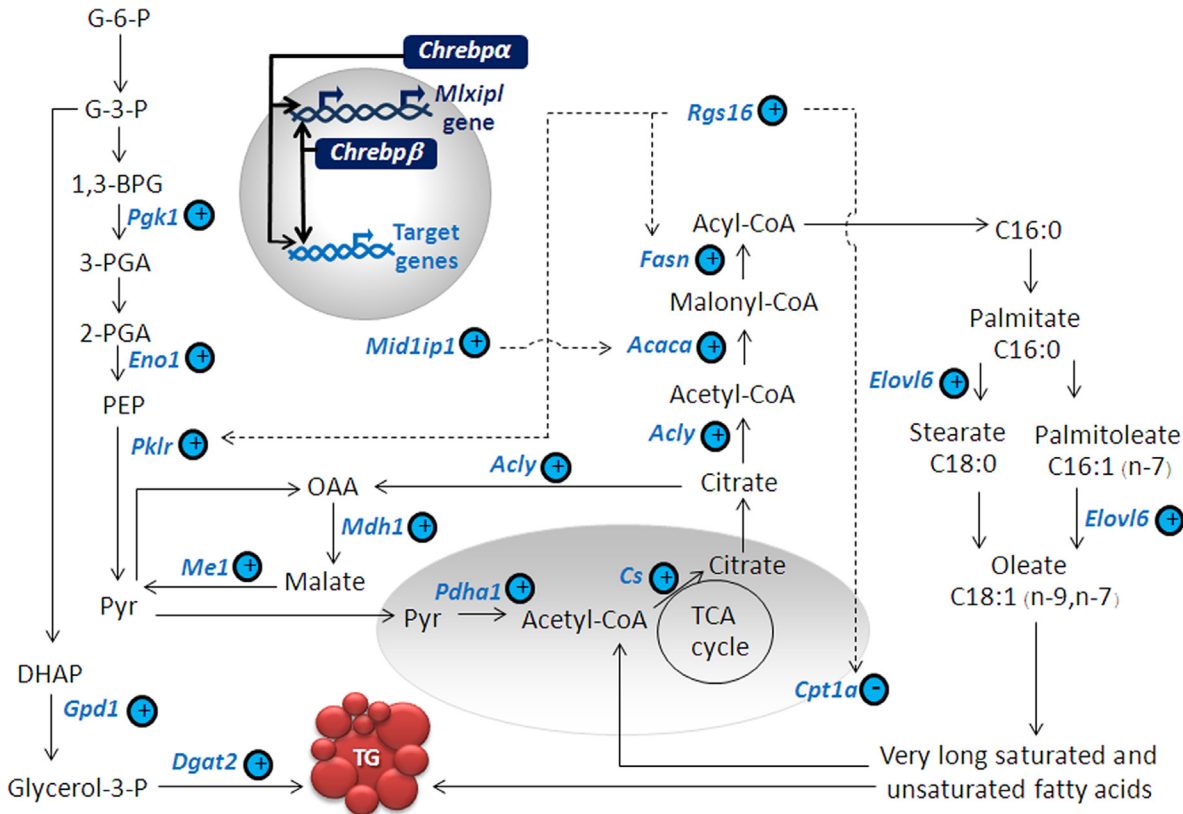 G-6-P
Chrebpα
G-3-P
Mlxipl
gene
Rgs16 +
Chrebpβ
1,3-BPG
Pgk1 +
Target
genes
Acyl-CoA
C16:0
3-PGA
Fasn +
Malonyl-CoA
2-PGA
Eno1 +
Mid1ip1 +
Acaca +
Palmitate
C16:0
Elovl6 +
PEP
Acetyl-CoA
Pklr +
Acly +
Stearate
C18:0
Palmitoleate
C16:1 (n-7)
Acly +
OAA
Citrate
Mdh1 +
Elovl6 +
Me1 +
Malate
Pyr
Pdha1 +
Cs +
Citrate
Oleate
C18:1 (n-9,n-7)
Pyr
Acetyl-CoA
TCA
cycle
DHAP
Cpt1a -
Gpd1 +
Dgat2 +
TG
Glycerol-3-P
Very long saturated and
unsaturated fatty acids